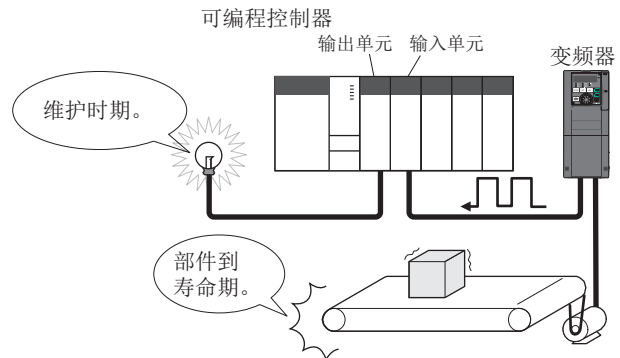 可编程控制器
输出单元
输入单元
变频器
维护时期。
部件到
寿命期。